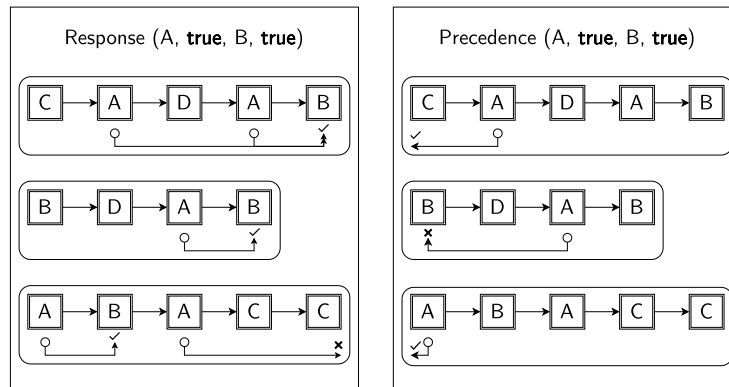 Response (A, true, B, true)
C A D A B
✓
B D A B
✓
A B A C C
✓ ×
Precedence (A, true, B, true)
C A D A B
✓
B D A B
×
A B A C C
✓